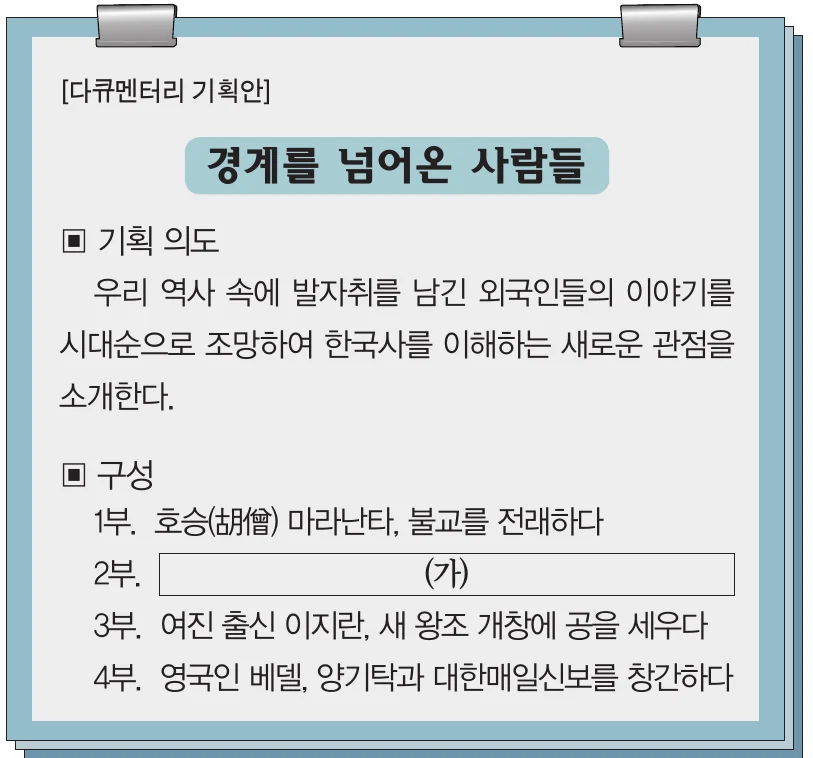 [다큐멘터리 기획안]
경계를 넘어온 사람들
▣ 기획 의도
우리 역사 속에 발자취를 남긴 외국인들의 이야기를
시대순으로 조망하여 한국사를 이해하는 새로운 관점을
소개한다.
▣ 구성
1부. 호승(胡僧) 마라난타, 불교를 전래하다
2부. (가)
3부. 여진 출신 이지란, 새 왕조 개창에 공을 세우다
4부. 영국인 베델, 양기탁과 대한매일신보를 창간하다